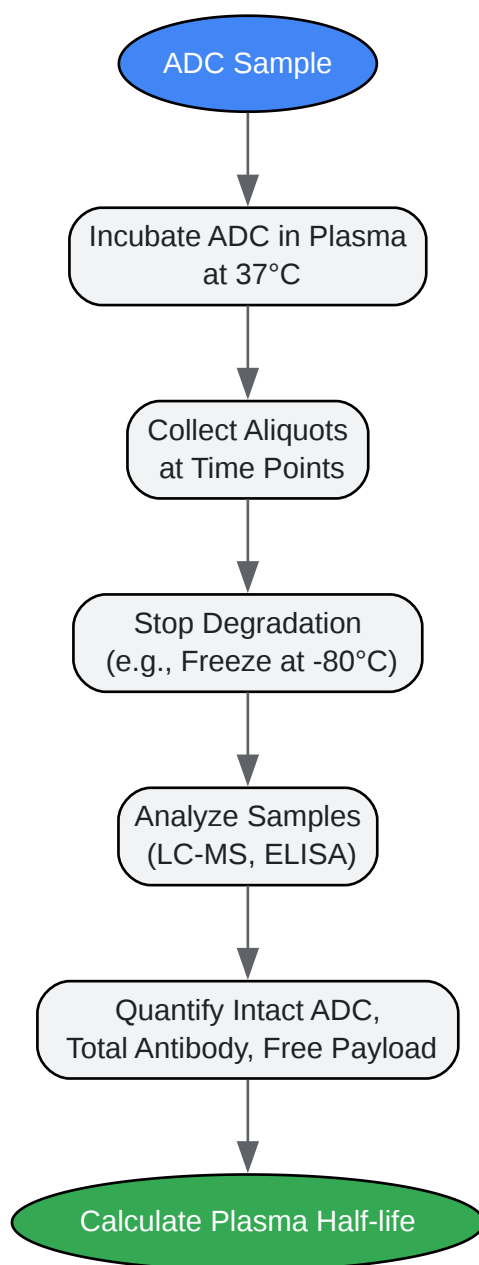 ADC Sample
Incubate ADC in Plasma
at 37°C
Collect Aliquots
at Time Points
Stop Degradation
(e.g., Freeze at -80°C)
Analyze Samples
(LC-MS, ELISA)
Quantify Intact ADC,
Total Antibody, Free Payload
Calculate Plasma Half-life